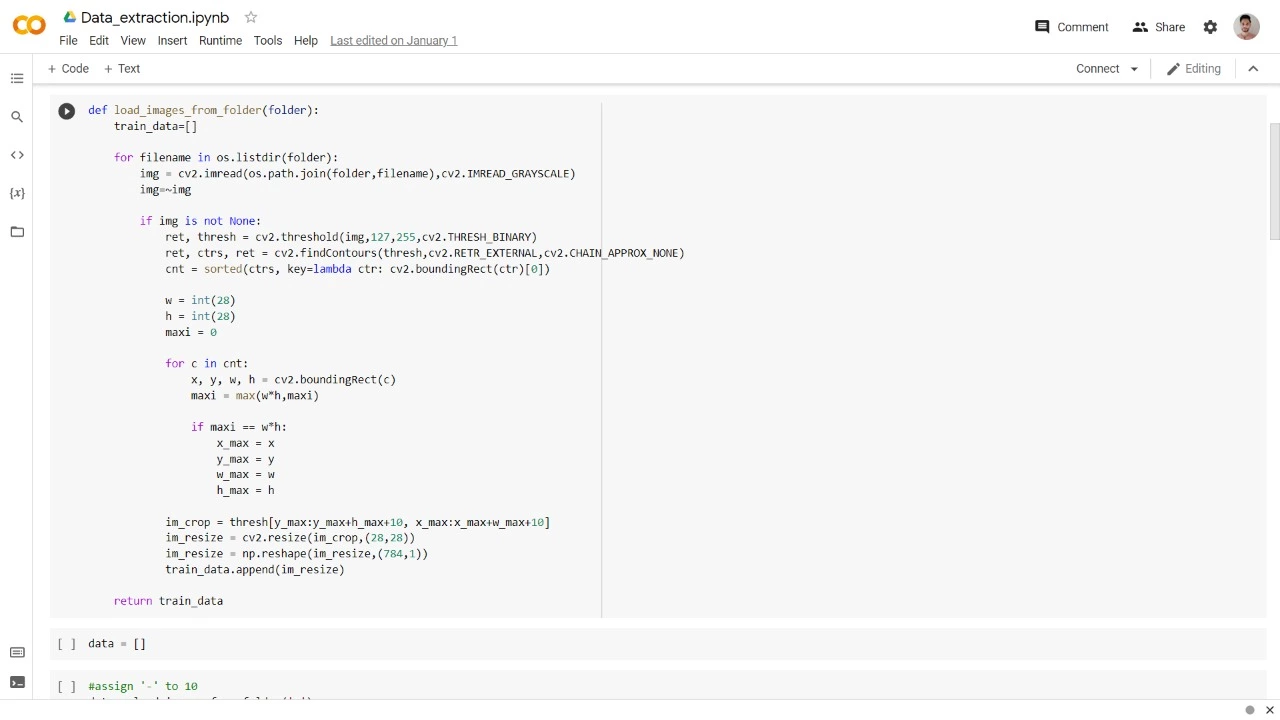 Data_extraction.ipynb
File Edit View Insert Runtime Tools Help Last edited on January 1
Comment Share
+ Code + Text
Connect Editing
def load_images_from_folder(folder):
    train_data=[]
    for filename in os.listdir(folder):
        img = cv2.imread(os.path.join(folder,filename),cv2.IMREAD_GRAYSCALE)
        img=~img
        if img is not None:
            ret, thresh = cv2.threshold(img,127,255,cv2.THRESH_BINARY)
            ret, ctrs, ret = cv2.findContours(thresh,cv2.RETR_EXTERNAL,cv2.CHAIN_APPROX_NONE)
            cnt = sorted(ctrs, key=lambda ctr: cv2.boundingRect(ctr)[0])
            w = int(28)
            h = int(28)
            maxi = 0
            for c in cnt:
                x, y, w, h = cv2.boundingRect(c)
                maxi = max(w*h,maxi)
                if maxi == w*h:
                    x_max = x
                    y_max = y
                    w_max = w
                    h_max = h
            im_crop = thresh[y_max:y_max+h_max+10, x_max:x_max+w_max+10]
            im_resize = cv2.resize(im_crop,(28,28))
            im_resize = np.reshape(im_resize,(784,1))
            train_data.append(im_resize)
    return train_data
[ ] data = []
[ ] #assign '-' to 10